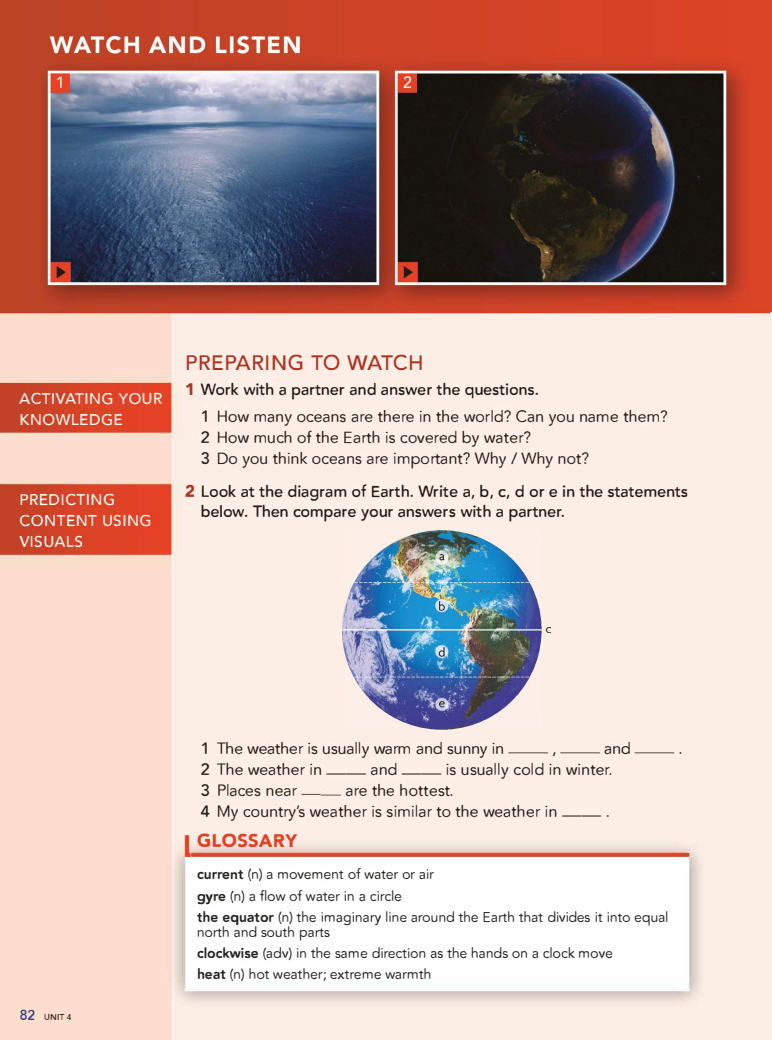 WATCH AND LISTEN
1
2
PREPARING TO WATCH
ACTIVATING YOUR
KNOWLEDGE
1 Work with a partner and answer the questions.
1 How many oceans are there in the world? Can you name them?
2 How much of the Earth is covered by water?
3 Do you think oceans are important? Why / Why not?
PREDICTING
CONTENT USING
VISUALS
2 Look at the diagram of Earth. Write a, b, c, d or e in the statements
below. Then compare your answers with a partner.
a
b
c
d
e
1 The weather is usually warm and sunny in _____ , _____ and _____ .
2 The weather in _____ and _____ is usually cold in winter.
3 Places near _____ are the hottest.
4 My country's weather is similar to the weather in _____ .
GLOSSARY
current (n) a movement of water or air
gyre (n) a flow of water in a circle
the equator (n) the imaginary line around the Earth that divides it into equal
north and south parts
clockwise (adv) in the same direction as the hands on a clock move
heat (n) hot weather; extreme warmth
82 UNIT 4